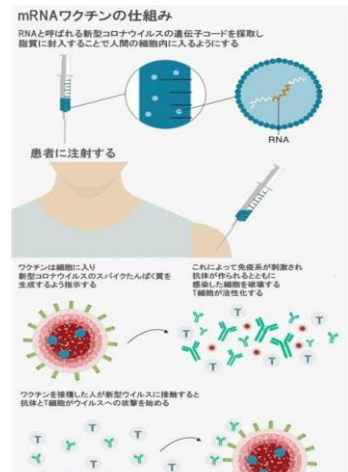 mRNAワクチンの仕組み
RNAと呼ばれる新型コロナウイルスの遺伝子コードを採取し
脂質に封入することで人間の細胞内に入るようにする
RNA
患者に注射する
ワクチンは細胞に入り
新型コロナウイルスのスパイクたんぱく質を
生成するよう指示する
これによって免疫系が刺激され
抗体が作られるとともに
感染した細胞を破壊する
T細胞が活性化する
T
T
T
T
T
T
ワクチンを接種した人が新型ウイルスに接触すると
抗体とT細胞がウイルスへの攻撃を始める
T
T
T
T
T
T